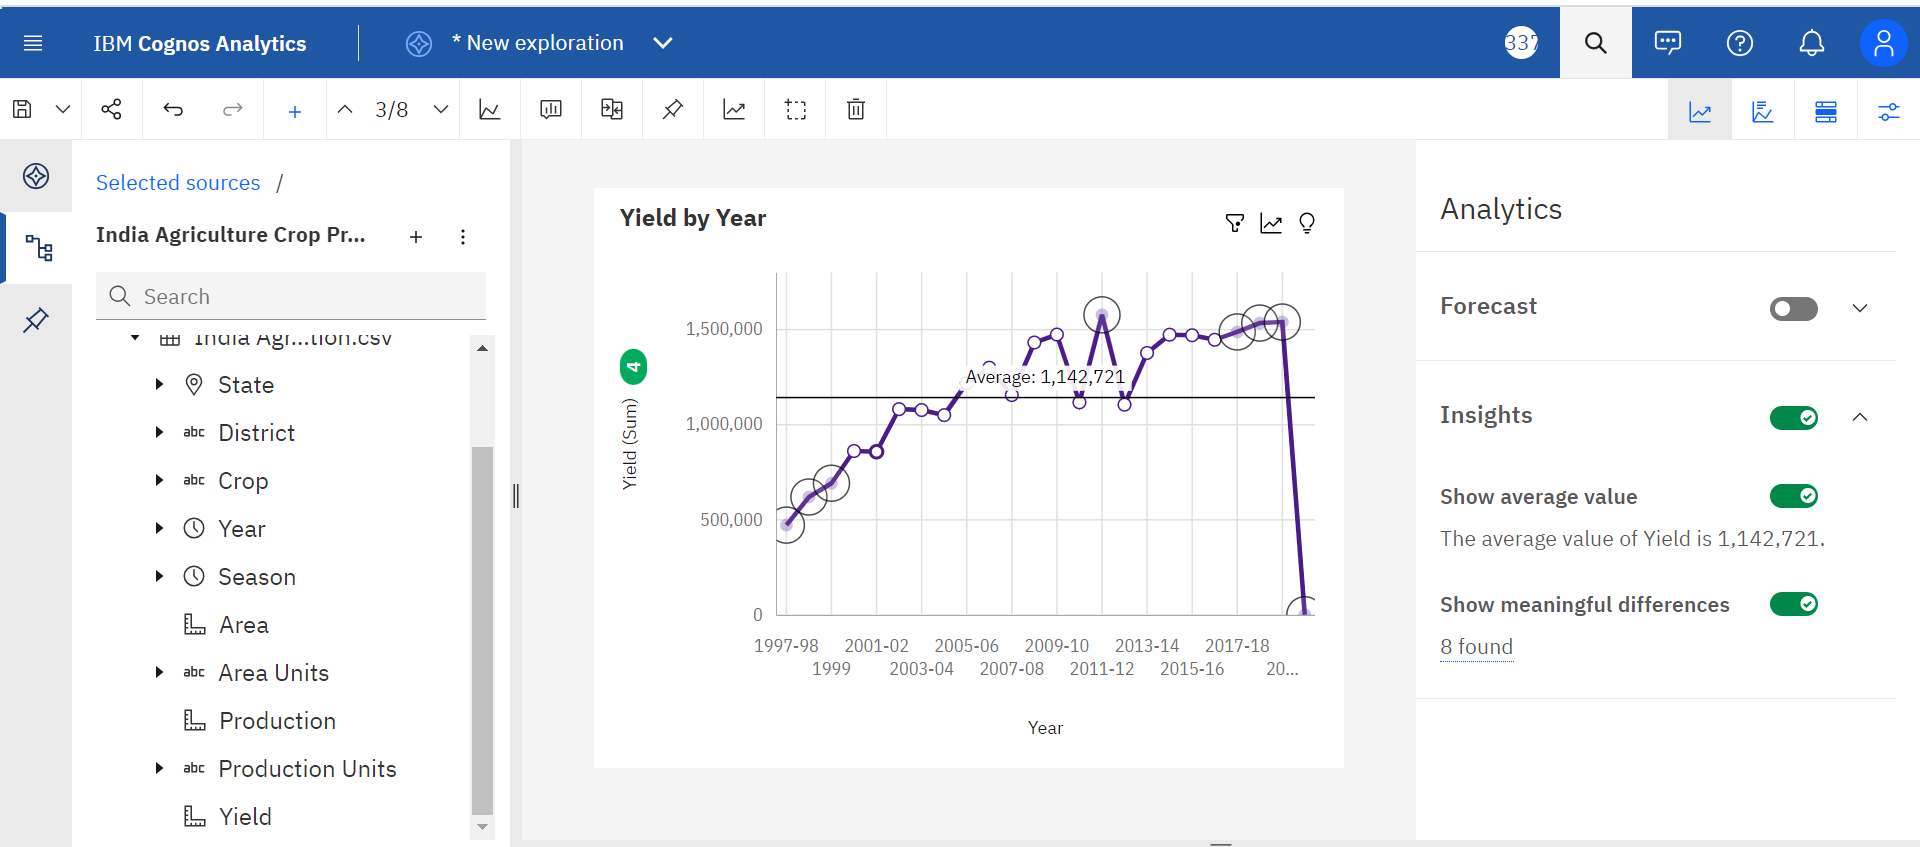 IBM Cognos Analytics
* New exploration
337
3/8
Selected sources /
India Agriculture Crop Pr...
Search
India Agr...tion.csv
State
abc District
abc Crop
Year
Season
Area
abc Area Units
Production
abc Production Units
Yield
Yield by Year
4
Yield (Sum)
1,500,000
1,000,000
500,000
0
Average: 1,142,721
1997-98 2001-02 2005-06 2009-10 2013-14 2017-18
1999 2003-04 2007-08 2011-12 2015-16 20...
Year
Analytics
Forecast
Insights
Show average value
The average value of Yield is 1,142,721.
Show meaningful differences
8 found